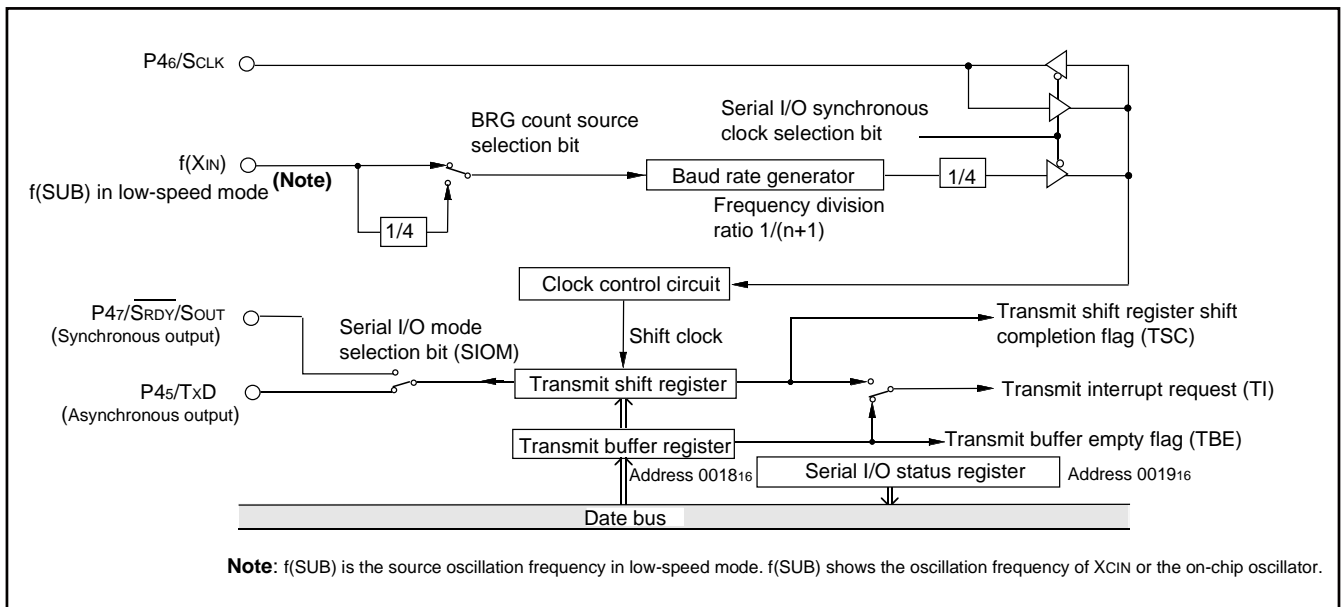 P46/SCLK
Serial I/O synchronous
clock selection bit
BRG count source
selection bit
f(XIN)
f(SUB) in low-speed mode
(Note)
Baud rate generator
1/4
Frequency division
ratio 1/(n+1)
1/4
Clock control circuit
P47/SRDY/SOUT
(Synchronous output)
Serial I/O mode
selection bit (SIOM)
Shift clock
Transmit shift register shift
completion flag (TSC)
Transmit shift register
P45/TXD
(Asynchronous output)
Transmit interrupt request (TI)
Transmit buffer register
Transmit buffer empty flag (TBE)
Address 001816
Serial I/O status register
Address 001916
Date bus
Note: f(SUB) is the source oscillation frequency in low-speed mode. f(SUB) shows the oscillation frequency of XCIN or the on-chip oscillator.